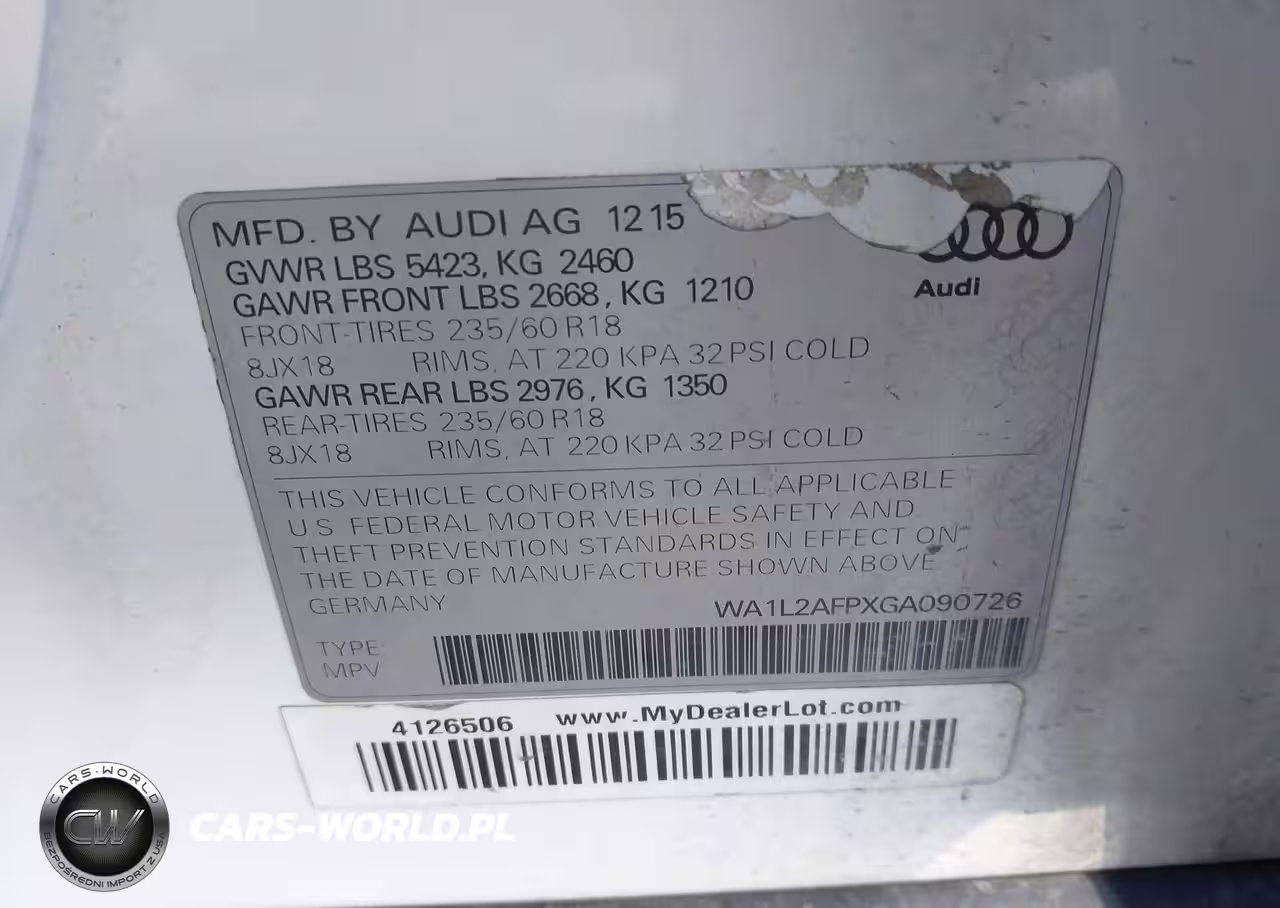 MFD. BY AUDI AG 12 15
GVWR LBS 5423, KG 2460
GAWR FRONT LBS 2668, KG 1210
Audi
FRONT-TIRES 235/60 R18
8JX18 RIMS, AT 220 KPA 32 PSI COLD
GAWR REAR LBS 2976, KG 1350
REAR-TIRES 235/60 R18
8JX18 RIMS, AT 220 KPA 32 PSI COLD
THIS VEHICLE CONFORMS TO ALL APPLICABLE
U.S. FEDERAL MOTOR VEHICLE SAFETY AND
THEFT PREVENTION STANDARDS IN EFFECT ON
THE DATE OF MANUFACTURE SHOWN ABOVE
GERMANY
WA1L2AFPXGA090726
TYPE:
MPV
4126506 www.MyDealerLot.com
CARS-WORLD
CW
BEZPOŚREDNI IMPORT Z USA
CARS-WORLD.PL